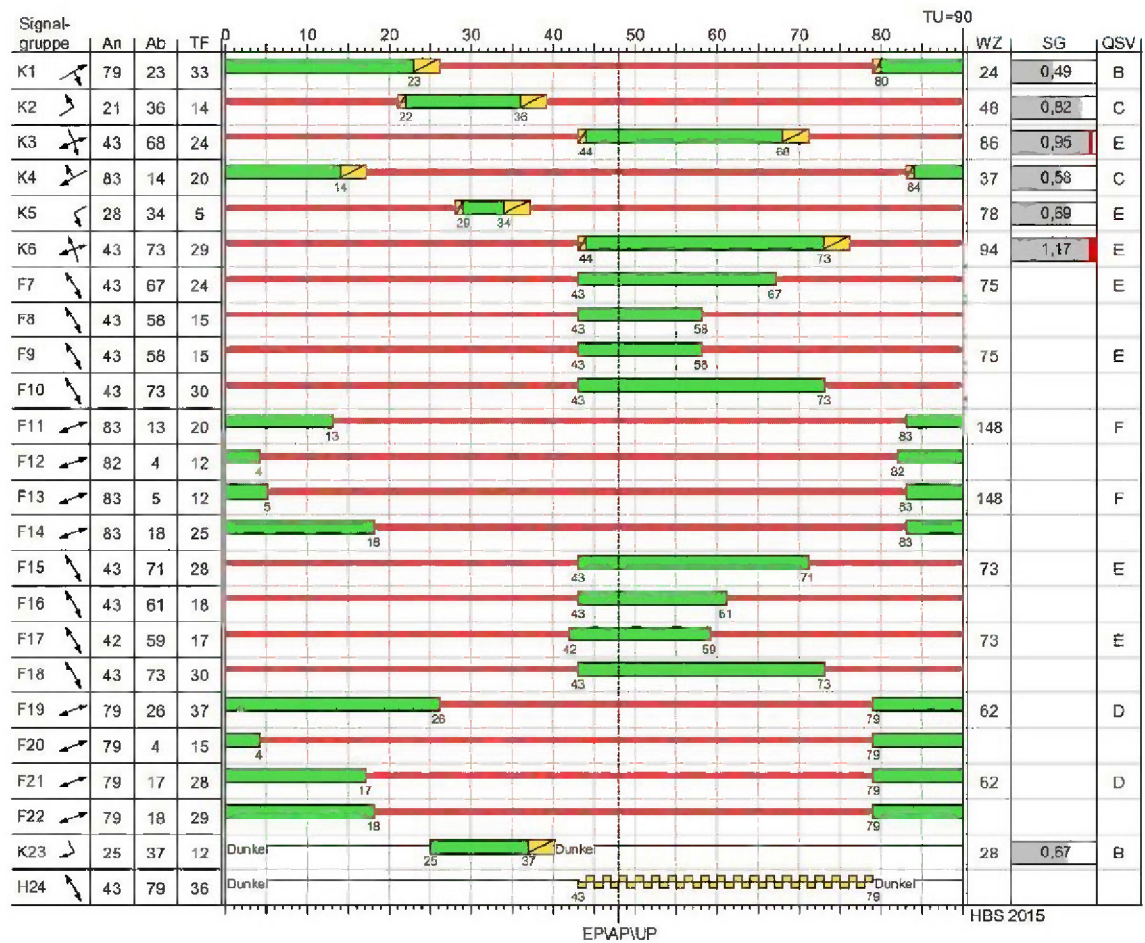 TU=90
Signal-
gruppe An Ab TF 0 10 20 30 40 50 60 70 80 WZ SG QSV
K1 79 23 33 24 0,49 B
23 80
K2 21 36 14 48 0,82 C
22 36
K3 43 68 24 86 0,95 E
44 68
K4 83 14 20 37 0,58 C
14 84
K5 28 34 5 78 0,69 E
29 34
K6 43 73 29 94 1,17 E
44 73
F7 43 67 24 75 E
43 67
F8 43 58 15
43 58
F9 43 58 15 75 E
43 58
F10 43 73 30
43 73
F11 83 13 20 148 F
13 83
F12 82 4 12
4 82
F13 83 5 12 148 F
5 83
F14 83 18 25
18 83
F15 43 71 28 73 E
43 71
F16 43 61 18
43 61
F17 42 59 17 73 E
42 59
F18 43 73 30
43 73
F19 79 26 37 62 D
26 79
F20 79 4 15
4 79
F21 79 17 28 62 D
17 79
F22 79 18 29
18 79
K23 25 37 12 Dunkel Dunkel 28 0,67 B
25 37
H24 43 79 36 Dunkel Dunkel
43 79
HBS 2015
EP\AP\UP